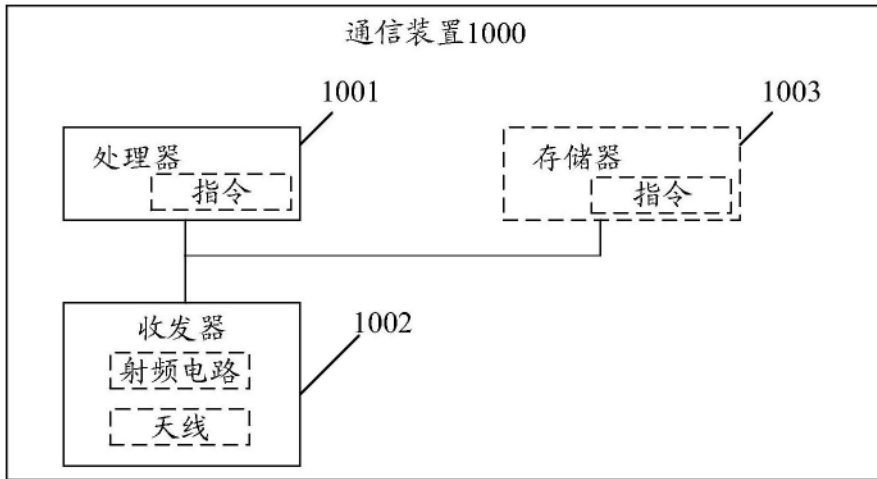 通信装置1000
1001
1003
处理器
指令
存储器
指令
1002
收发器
射频电路
天线